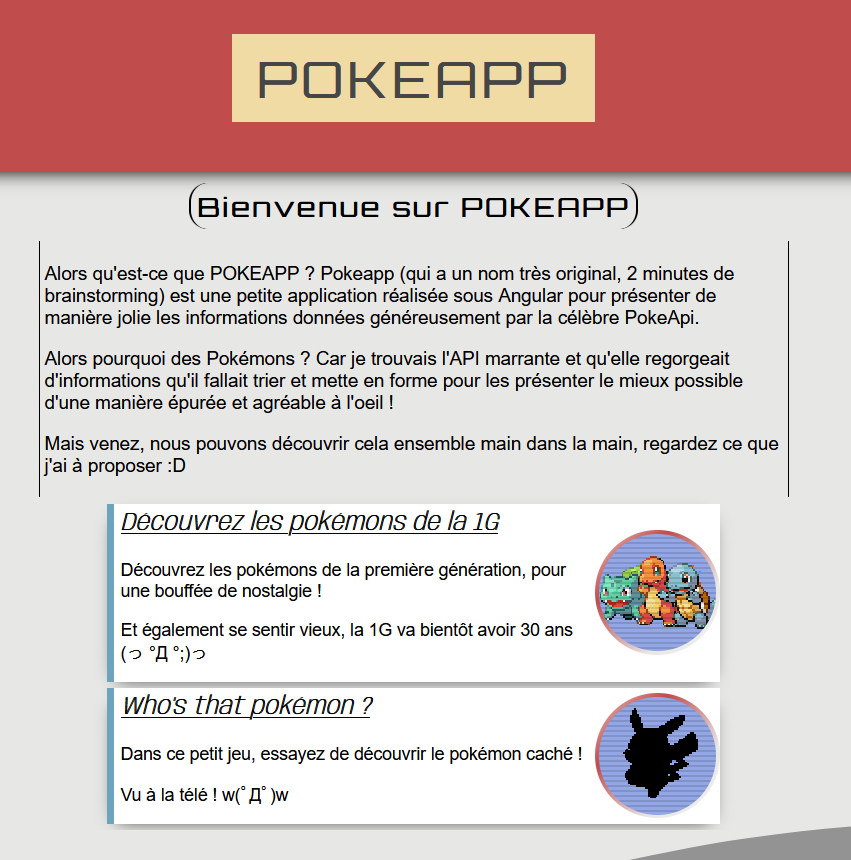 POKEAPP
Bienvenue sur POKEAPP
Alors qu'est-ce que POKEAPP ? Pokeapp (qui a un nom très original, 2 minutes de
brainstorming) est une petite application réalisée sous Angular pour présenter de
manière jolie les informations données généreusement par la célèbre PokeApi.
Alors pourquoi des Pokémons ? Car je trouvais l'API marrante et qu'elle regorgeait
d'informations qu'il fallait trier et mette en forme pour les présenter le mieux possible
d'une manière épurée et agréable à l'oeil !
Mais venez, nous pouvons découvrir cela ensemble main dans la main, regardez ce que
j'ai à proposer :D
Découvrez les pokémons de la 1G
Découvrez les pokémons de la première génération, pour
une bouffée de nostalgie !
Et également se sentir vieux, la 1G va bientôt avoir 30 ans
(っ °Д °;)っ
Who's that pokémon ?
Dans ce petit jeu, essayez de découvrir le pokémon caché !
Vu à la télé ! w(ﾟДﾟ)w